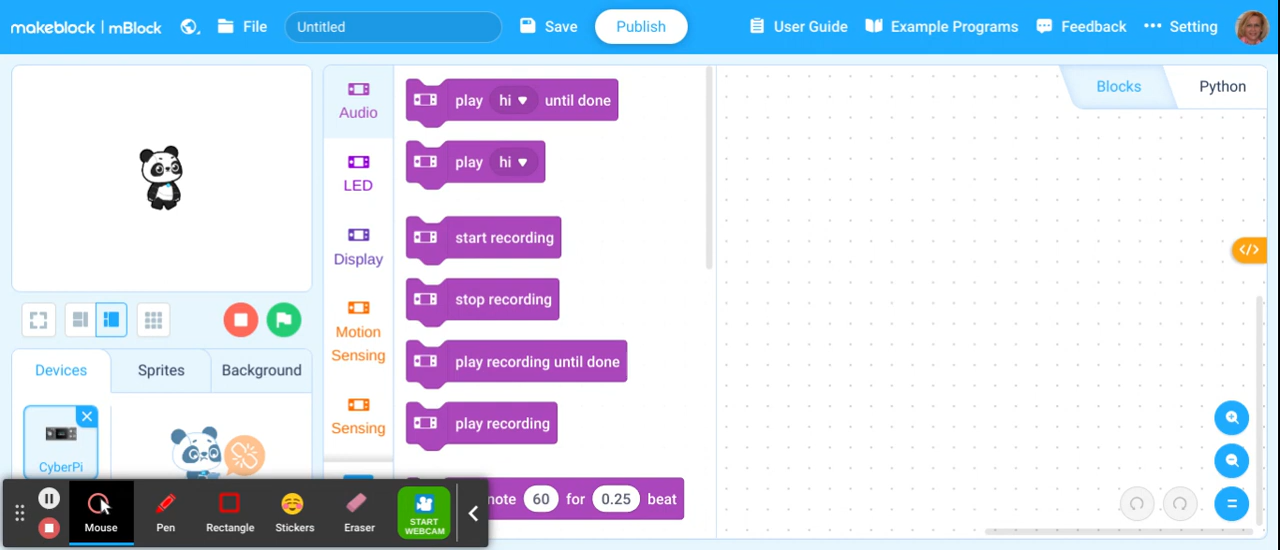 makeblock | mBlock File Untitled Save Publish User Guide Example Programs Feedback Setting
Blocks Python
Audio
LED
Display
Motion
Sensing
Sensing
play hi until done
play hi
start recording
stop recording
play recording until done
play recording
note 60 for 0.25 beat
</>
Devices Sprites Background
CyberPi
Mouse Pen Rectangle Stickers Eraser START
WEBCAM